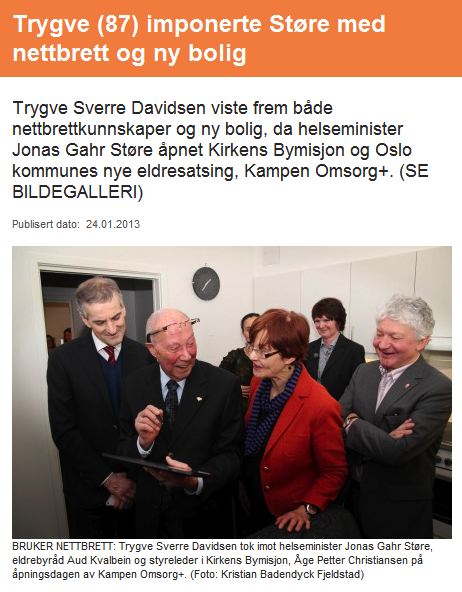 Trygve (87) imponerte Støre med
nettbrett og ny bolig
Trygve Sverre Davidsen viste frem både
nettbrettkunnskaper og ny bolig, da helseminister
Jonas Gahr Støre åpnet Kirkens Bymisjon og Oslo
kommunes nye eldresatsing, Kampen Omsorg+. (SE
BILDEGALLERI)
Publisert dato: 24.01.2013
BRUKER NETTBRETT: Trygve Sverre Davidsen tok imot helseminister Jonas Gahr Støre,
eldrebyråd Aud Kvalbein og styreleder i Kirkens Bymisjon, Åge Petter Christiansen på
åpningsdagen av Kampen Omsorg+. (Foto: Kristian Badendyck Fjeldstad)